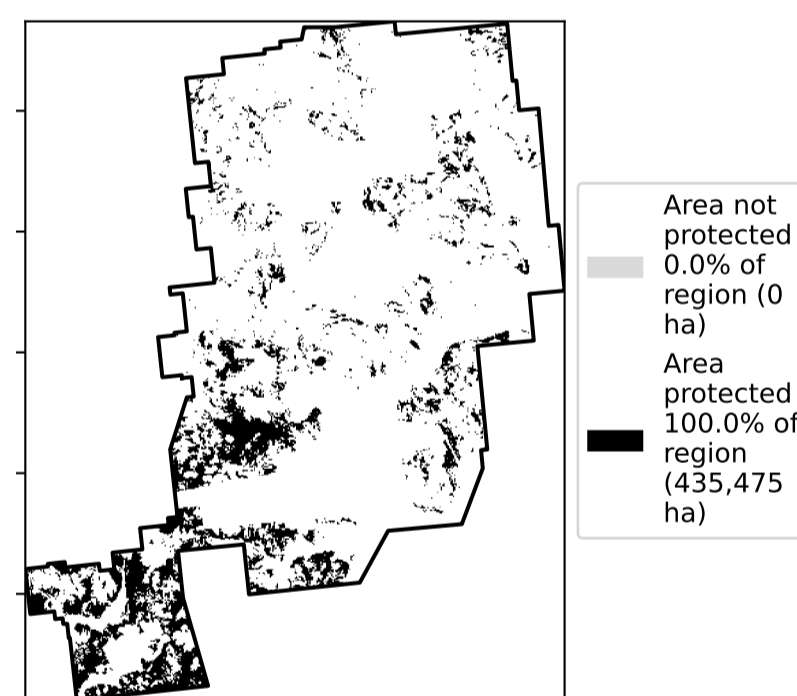 Area not
protected
0.0% of
region (0
ha)
Area
protected
100.0% of
region
(435,475
ha)